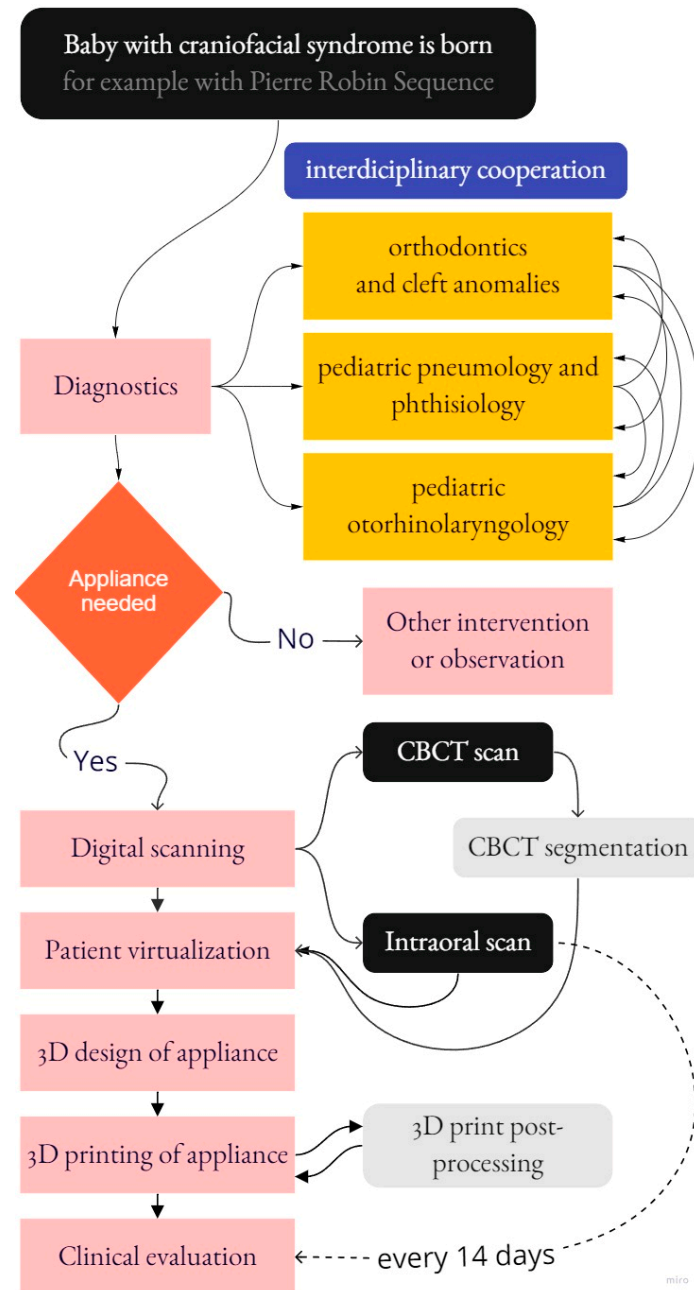 Baby with craniofacial syndrome is born
for example with Pierre Robin Sequence
interdiciplinary cooperation
orthodontics
and cleft anomalies
Diagnostics
pediatric pneumology and
phthisiology
pediatric
otorhinolaryngology
Appliance
needed
No
Other intervention
or observation
Yes
CBCT scan
Digital scanning
CBCT segmentation
Patient virtualization
Intraoral scan
3D design of appliance
3D printing of appliance
3D print post-
processing
Clinical evaluation
every 14 days
miro